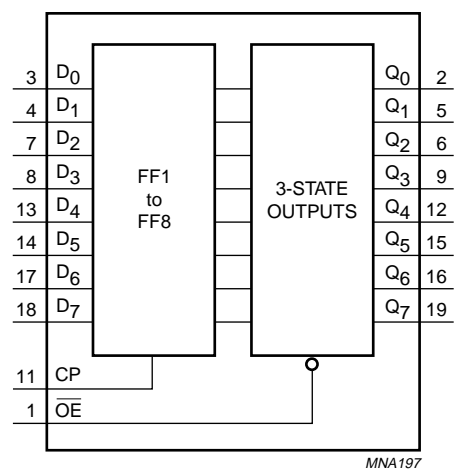 3 D0 Q0 2
4 D1 Q1 5
7 D2 Q2 6
8 D3 Q3 9
FF1
to
FF8
3-STATE
OUTPUTS
13 D4 Q4 12
14 D5 Q5 15
17 D6 Q6 16
18 D7 Q7 19
11 CP
1 O̅E̅
MNA197